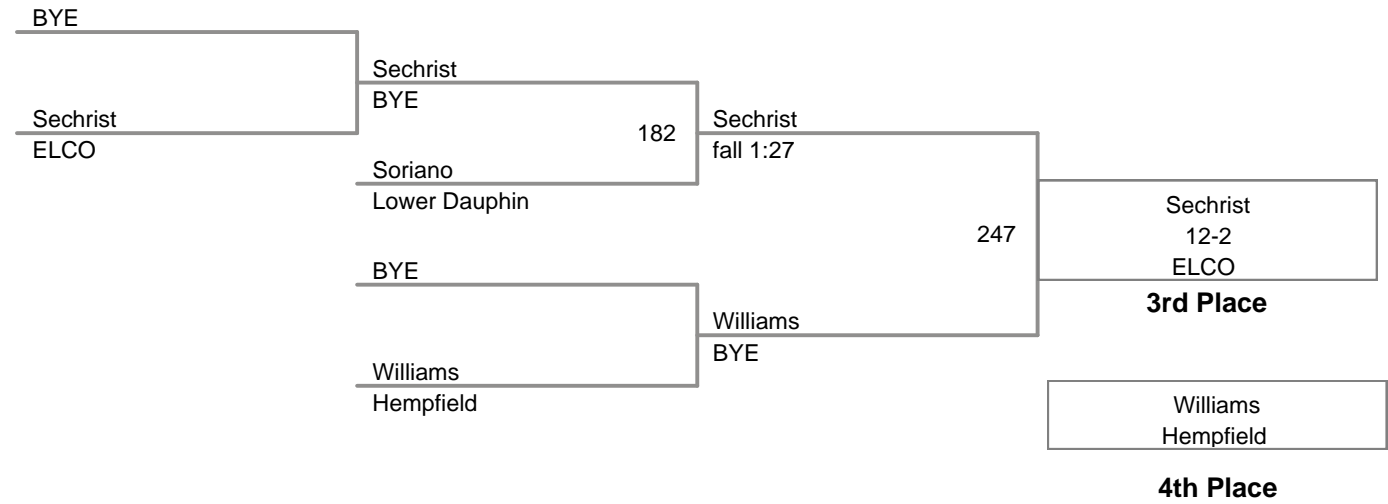 BYE
Sechrist
ELCO
Sechrist
BYE
Soriano
Lower Dauphin
BYE
Williams
Hempfield
182
Sechrist
fall 1:27
Williams
BYE
247
Sechrist
12-2
ELCO
3rd Place
Williams
Hempfield
4th Place